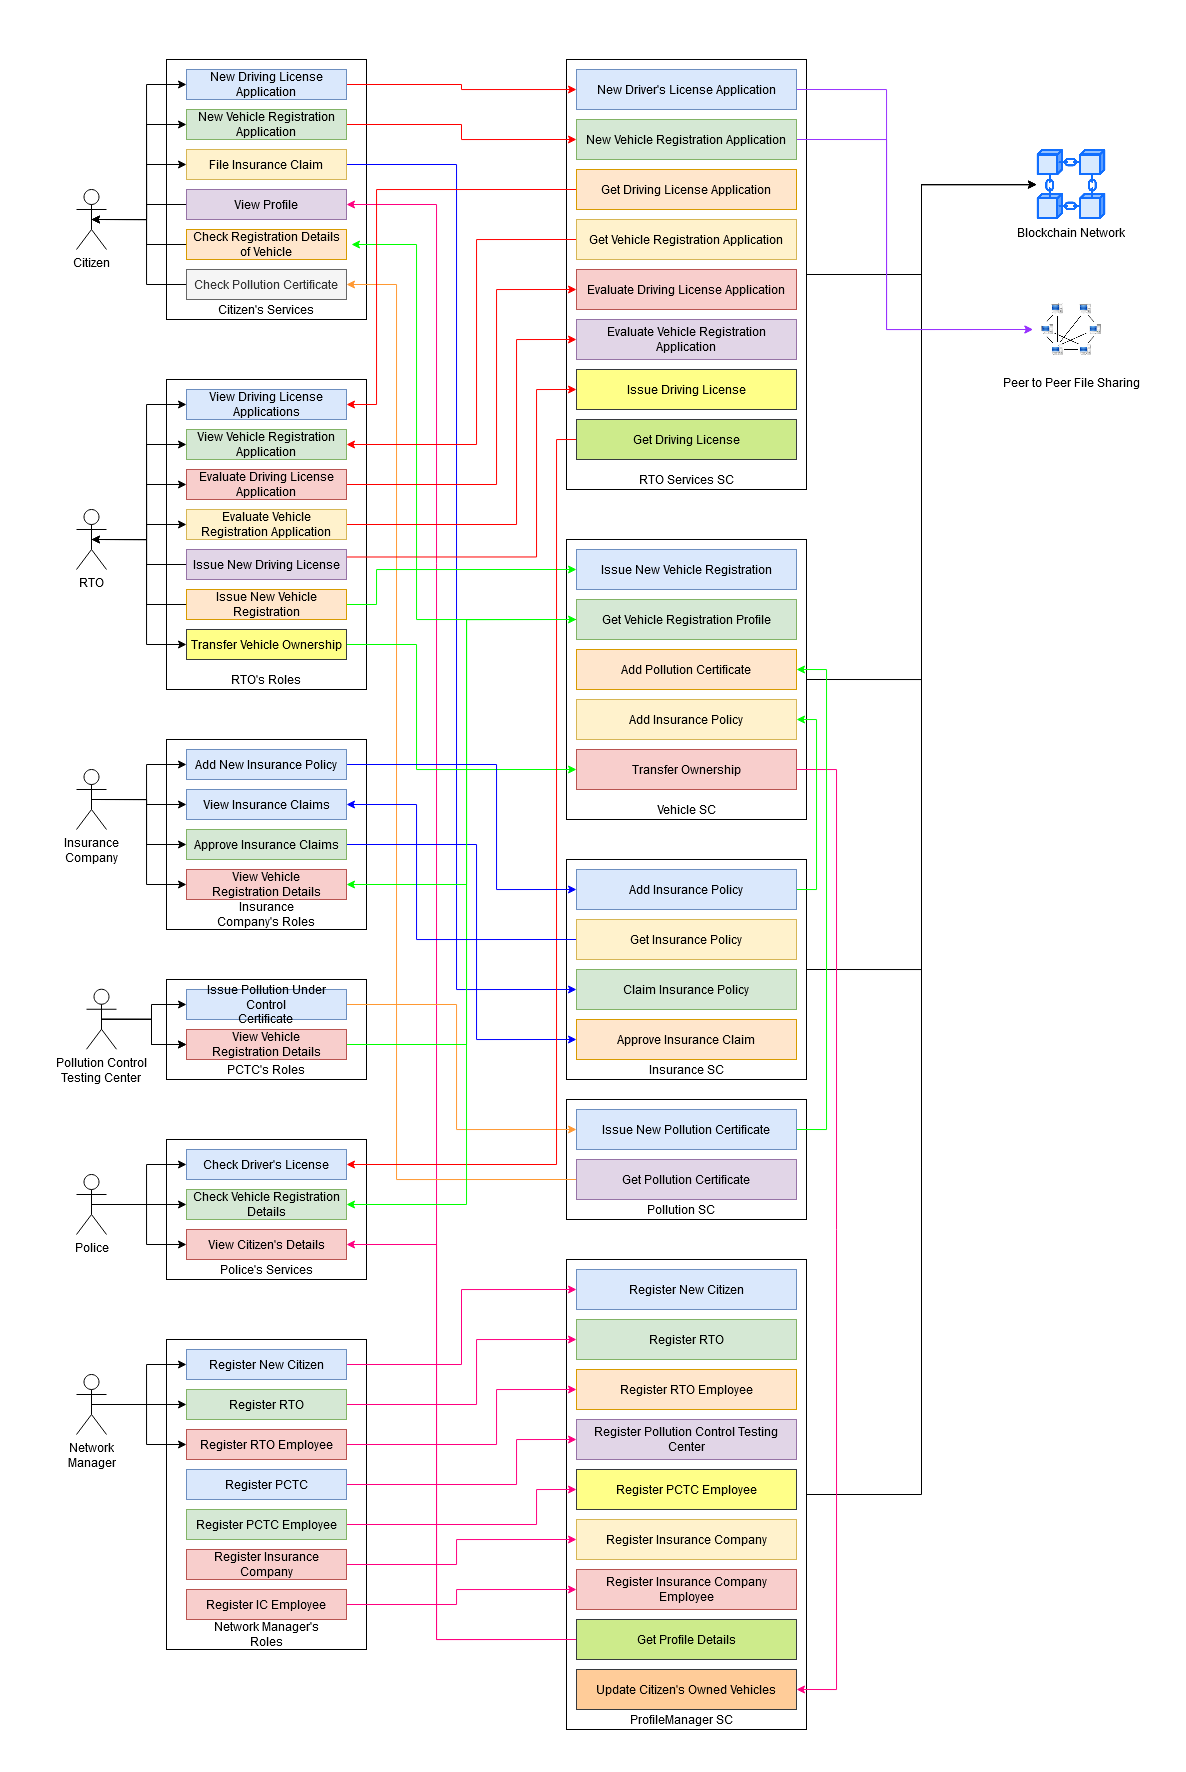 New Driving License
Application
New Vehicle Registration
Application
File Insurance Claim
View Profile
Check Registration Details
of Vehicle
Check Pollution Certificate
Citizen's Services
Citizen
View Driving License
Applications
View Vehicle Registration
Application
Evaluate Driving License
Application
Evaluate Vehicle
Registration Application
Issue New Driving License
Issue New Vehicle
Registration
Transfer Vehicle Ownership
RTO's Roles
RTO
Add New Insurance Policy
View Insurance Claims
Approve Insurance Claims
View Vehicle
Registration Details
Insurance
Company's Roles
Insurance
Company
Issue Pollution Under
Control
Certificate
View Vehicle
Registration Details
PCTC's Roles
Pollution Control
Testing Center
Check Driver's License
Check Vehicle Registration
Details
View Citizen's Details
Police's Services
Police
Register New Citizen
Register RTO
Register RTO Employee
Register PCTC
Register PCTC Employee
Register Insurance
Company
Register IC Employee
Network Manager's
Roles
Network
Manager
New Driver's License Application
New Vehicle Registration Application
Get Driving License Application
Get Vehicle Registration Application
Evaluate Driving License Application
Evaluate Vehicle Registration
Application
Issue Driving License
Get Driving License
RTO Services SC
Issue New Vehicle Registration
Get Vehicle Registration Profile
Add Pollution Certificate
Add Insurance Policy
Transfer Ownership
Vehicle SC
Add Insurance Policy
Get Insurance Policy
Claim Insurance Policy
Approve Insurance Claim
Insurance SC
Issue New Pollution Certificate
Get Pollution Certificate
Pollution SC
Register New Citizen
Register RTO
Register RTO Employee
Register Pollution Control Testing
Center
Register PCTC Employee
Register Insurance Company
Register Insurance Company
Employee
Get Profile Details
Update Citizen's Owned Vehicles
ProfileManager SC
Blockchain Network
Peer to Peer File Sharing